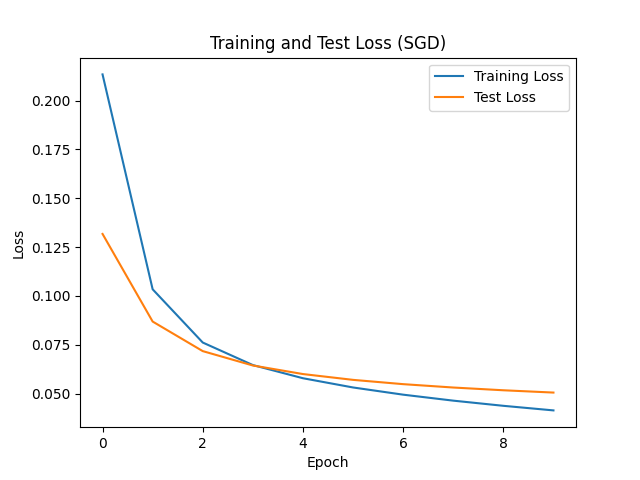 Training and Test Loss (SGD)
Training Loss
Test Loss
0.200
0.175
0.150
0.125
0.100
0.075
0.050
Loss
0 2 4 6 8
Epoch